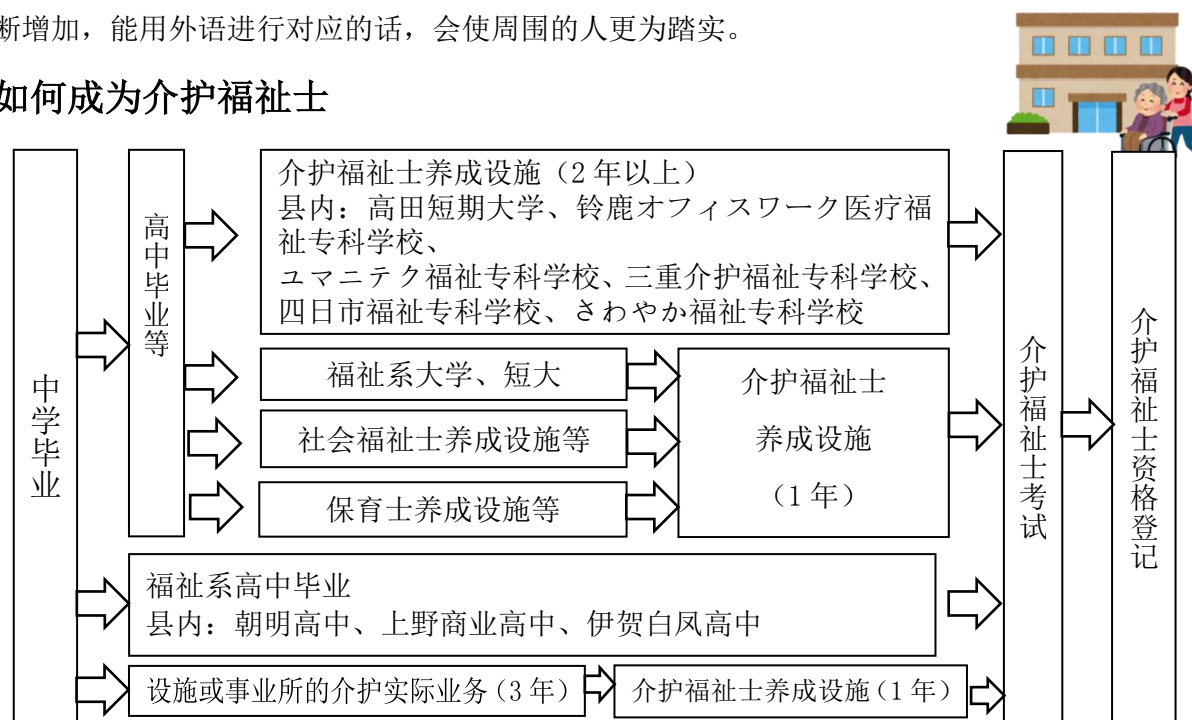 断增加，能用外语进行对应的话，会使周围的人更为踏实。
如何成为介护福祉士
中学毕业
高中毕业等
介护福祉士养成设施（2 年以上）
县内：高田短期大学、铃鹿オフィスワーク医疗福
祉专科学校、
ユマニテク福祉专科学校、三重介护福祉专科学校、
四日市福祉专科学校、さわやか福祉专科学校
福祉系大学、短大
社会福祉士养成设施等
保育士养成设施等
介护福祉士
养成设施
（1 年）
福祉系高中毕业
县内：朝明高中、上野商业高中、伊贺白凤高中
设施或事业所的介护实际业务（3 年）
介护福祉士养成设施（1 年）
介护福祉士考试
介护福祉士资格登记